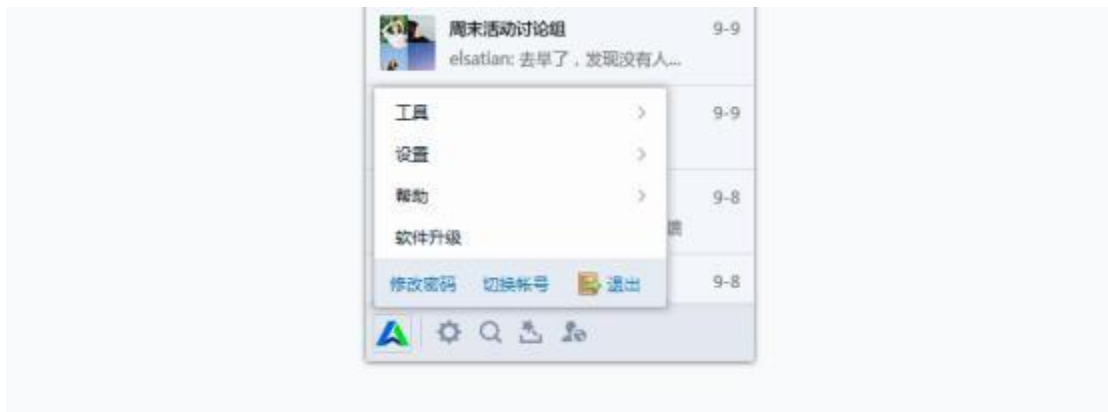 周末活动讨论组 9-9
elsatian: 去早了，发现没有人...
工具 9-9
设置
帮助 9-8
软件升级
修改密码 切换帐号 退出 9-8